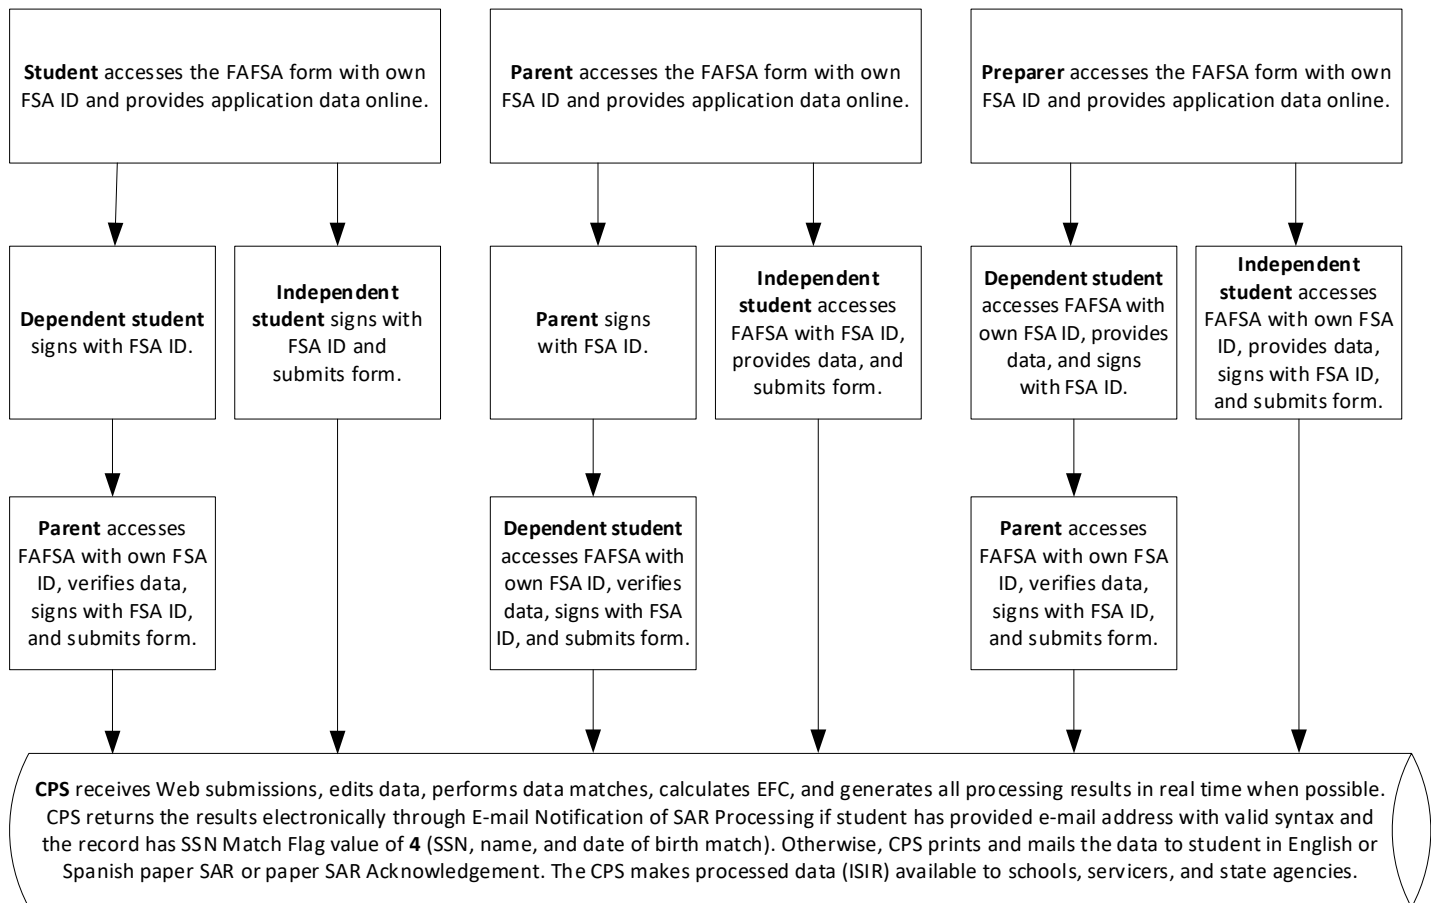 Student accesses the FAFSA form with own
FSA ID and provides application data online.
Parent accesses the FAFSA form with own
FSA ID and provides application data online.
Preparer accesses the FAFSA form with own
FSA ID and provides application data online.
Dependent student
signs with FSA ID.
Independent
student signs with
FSA ID and
submits form.
Parent signs
with FSA ID.
Independent
student accesses
FAFSA with FSA ID,
provides data, and
submits form.
Dependent student
accesses FAFSA with
own FSA ID, provides
data, and signs
with FSA ID.
Independent
student accesses
FAFSA with own FSA
ID, provides data,
signs with FSA ID,
and submits form.
Parent accesses
FAFSA with own FSA
ID, verifies data,
signs with FSA ID,
and submits form.
Dependent student
accesses FAFSA with
own FSA ID, verifies
data, signs with FSA
ID, and submits form.
Parent accesses
FAFSA with own FSA
ID, verifies data,
signs with FSA ID,
and submits form.
CPS receives Web submissions, edits data, performs data matches, calculates EFC, and generates all processing results in real time when possible.
CPS returns the results electronically through E-mail Notification of SAR Processing if student has provided e-mail address with valid syntax and
the record has SSN Match Flag value of 4 (SSN, name, and date of birth match). Otherwise, CPS prints and mails the data to student in English or
Spanish paper SAR or paper SAR Acknowledgement. The CPS makes processed data (ISIR) available to schools, servicers, and state agencies.